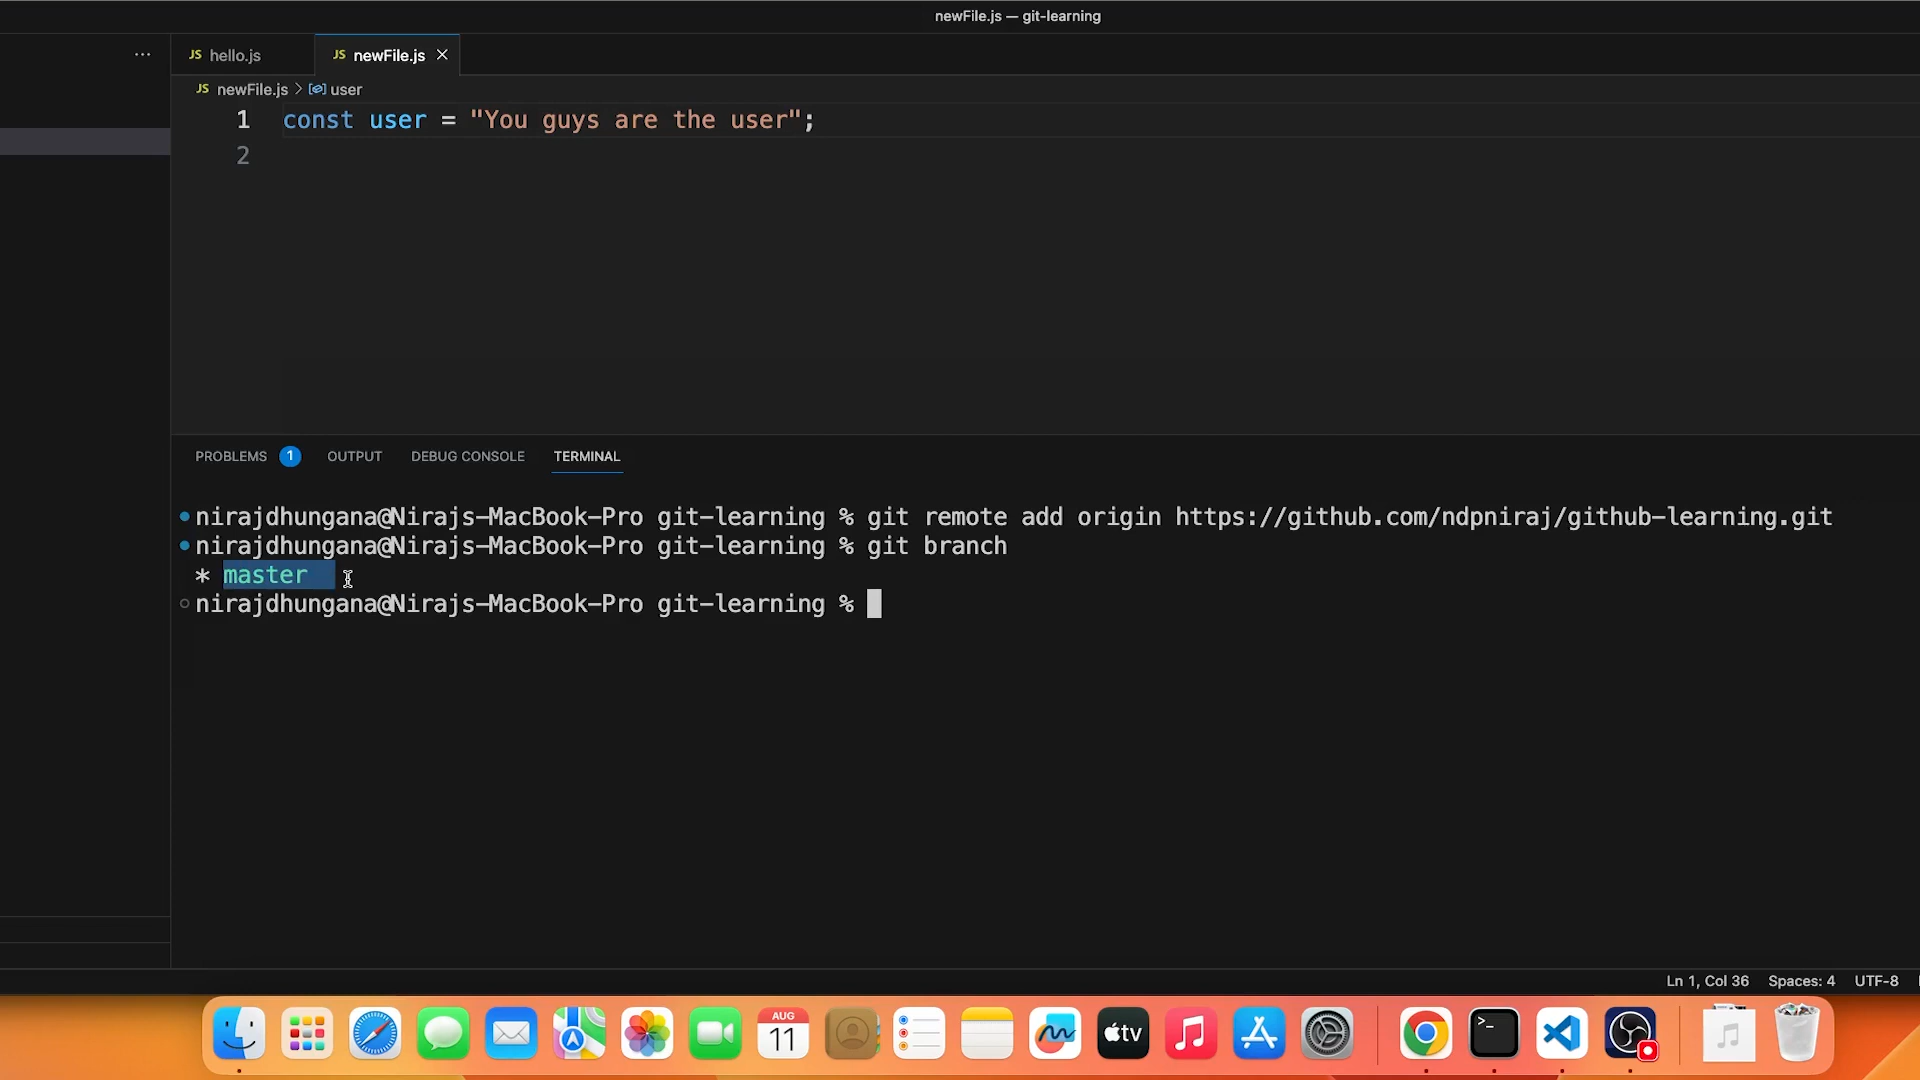 newFile.js — git-learning
JS hello.js
JS newFile.js
JS newFile.js > user
1 const user = "You guys are the user";
2
PROBLEMS 1 OUTPUT DEBUG CONSOLE TERMINAL
nirajdhungana@Nirajs-MacBook-Pro git-learning % git remote add origin https://github.com/ndpniraj/github-learning.git
nirajdhungana@Nirajs-MacBook-Pro git-learning % git branch
* master
nirajdhungana@Nirajs-MacBook-Pro git-learning %
Ln 1, Col 36 Spaces: 4 UTF-8
AUG
11
tv
>_